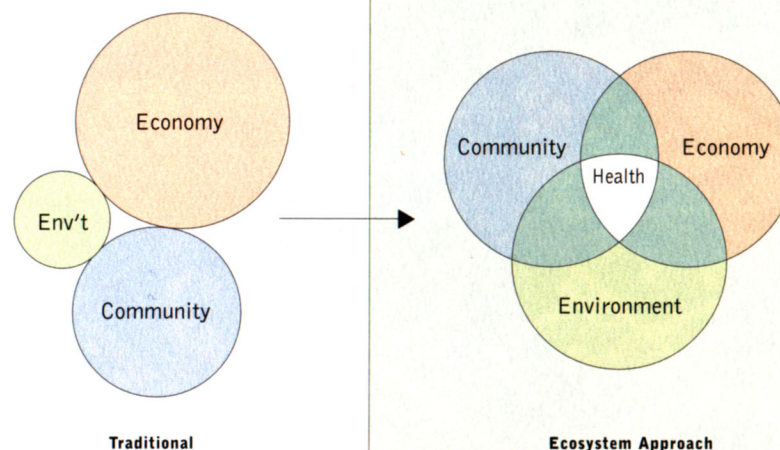 Economy
Env't
Community
Traditional
Community
Economy
Health
Environment
Ecosystem Approach